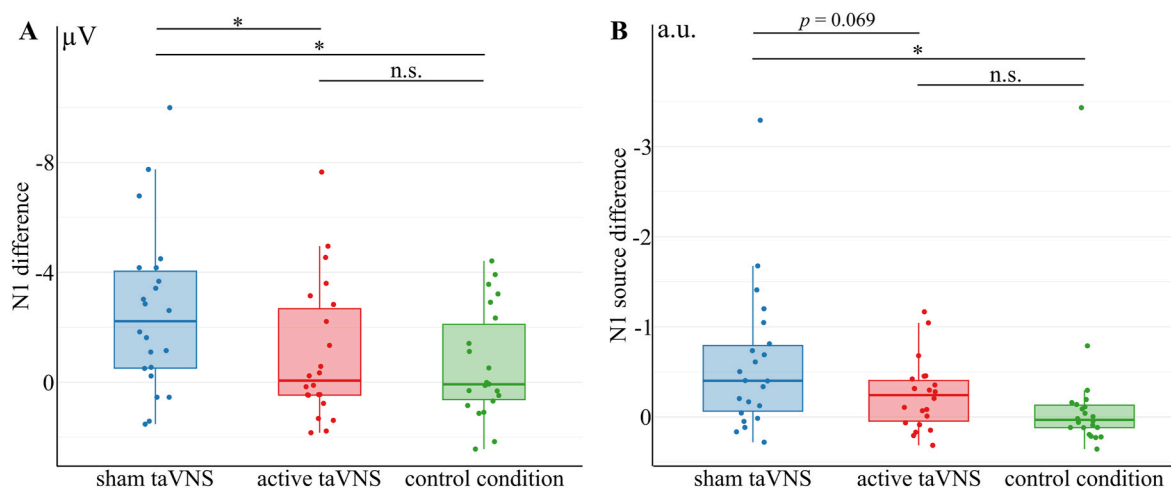 A
µV
*
*
n.s.
N1 difference
-8
-4
0
sham taVNS
active taVNS
control condition
B
a.u.
p = 0.069
*
n.s.
N1 source difference
-3
-2
-1
0
sham taVNS
active taVNS
control condition